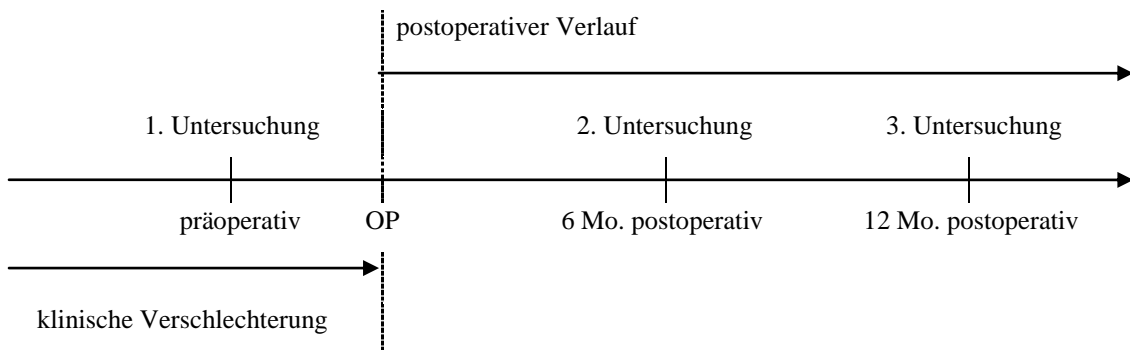 postoperativer Verlauf
1. Untersuchung
2. Untersuchung
3. Untersuchung
präoperativ
OP
6 Mo. postoperativ
12 Mo. postoperativ
klinische Verschlechterung